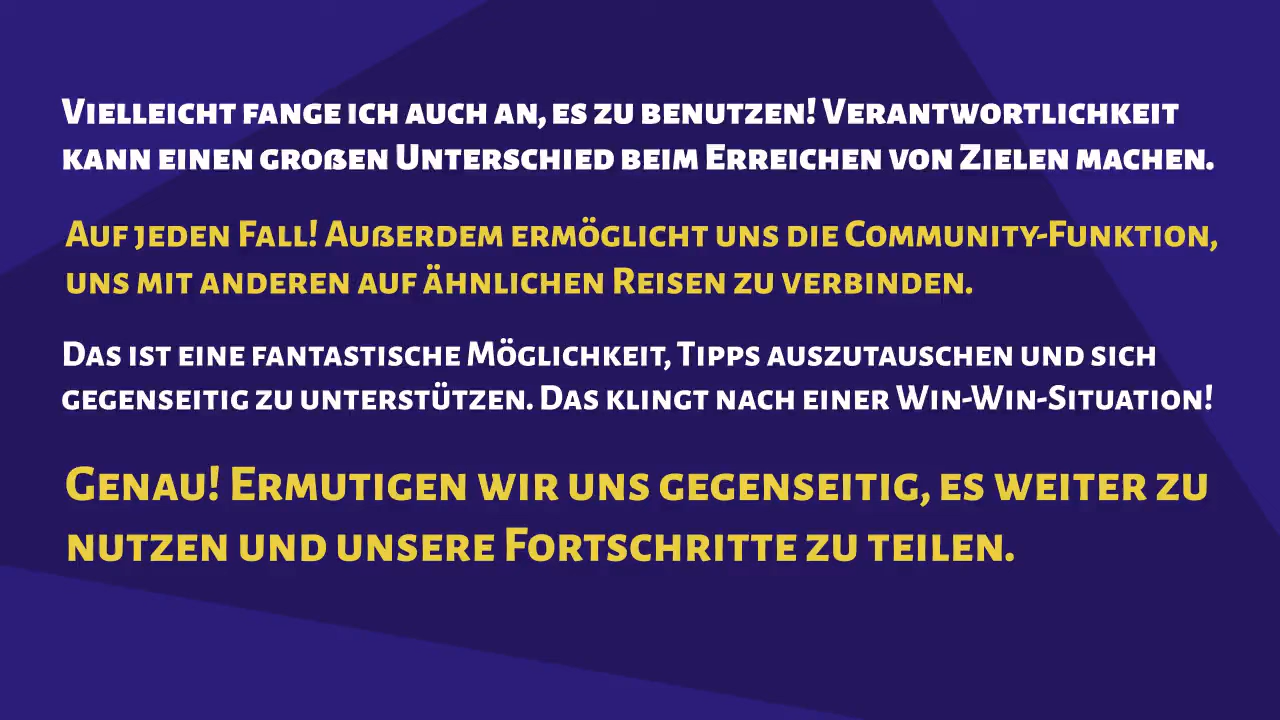 Vielleicht fange ich auch an, es zu benutzen! Verantwortlichkeit
kann einen großen Unterschied beim Erreichen von Zielen machen.
Auf jeden Fall! Außerdem ermöglicht uns die Community-Funktion,
uns mit anderen auf ähnlichen Reisen zu verbinden.
Das ist eine fantastische Möglichkeit, Tipps auszutauschen und sich
gegenseitig zu unterstützen. Das klingt nach einer Win-Win-Situation!
Genau! Ermutigen wir uns gegenseitig, es weiter zu
nutzen und unsere Fortschritte zu teilen.